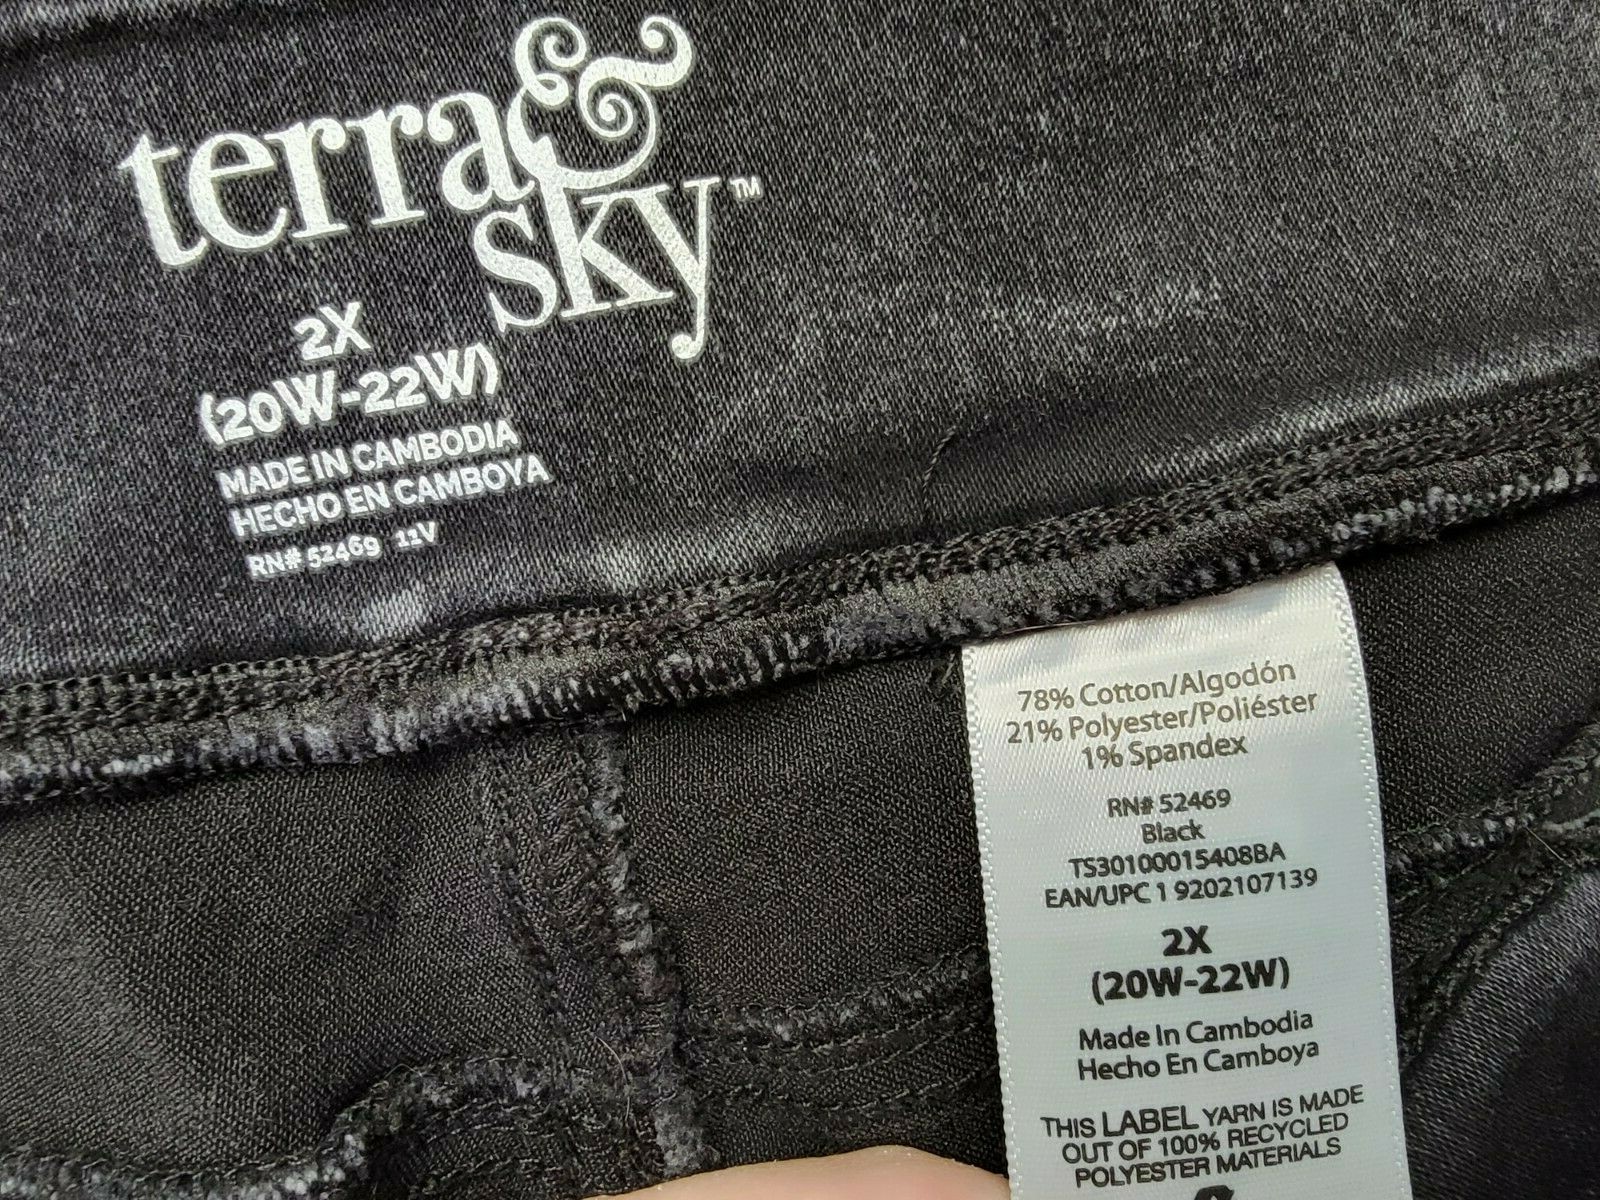 terra&
sky™
2X
(20W-22W)
MADE IN CAMBODIA
HECHO EN CAMBOYA
RN# 52469 11V
78% Cotton/Algodón
21% Polyester/Poliéster
1% Spandex
RN# 52469
Black
TS30100015408BA
EAN/UPC 1 9202107139
2X
(20W-22W)
Made In Cambodia
Hecho En Camboya
THIS LABEL YARN IS MADE
OUT OF 100% RECYCLED
POLYESTER MATERIALS